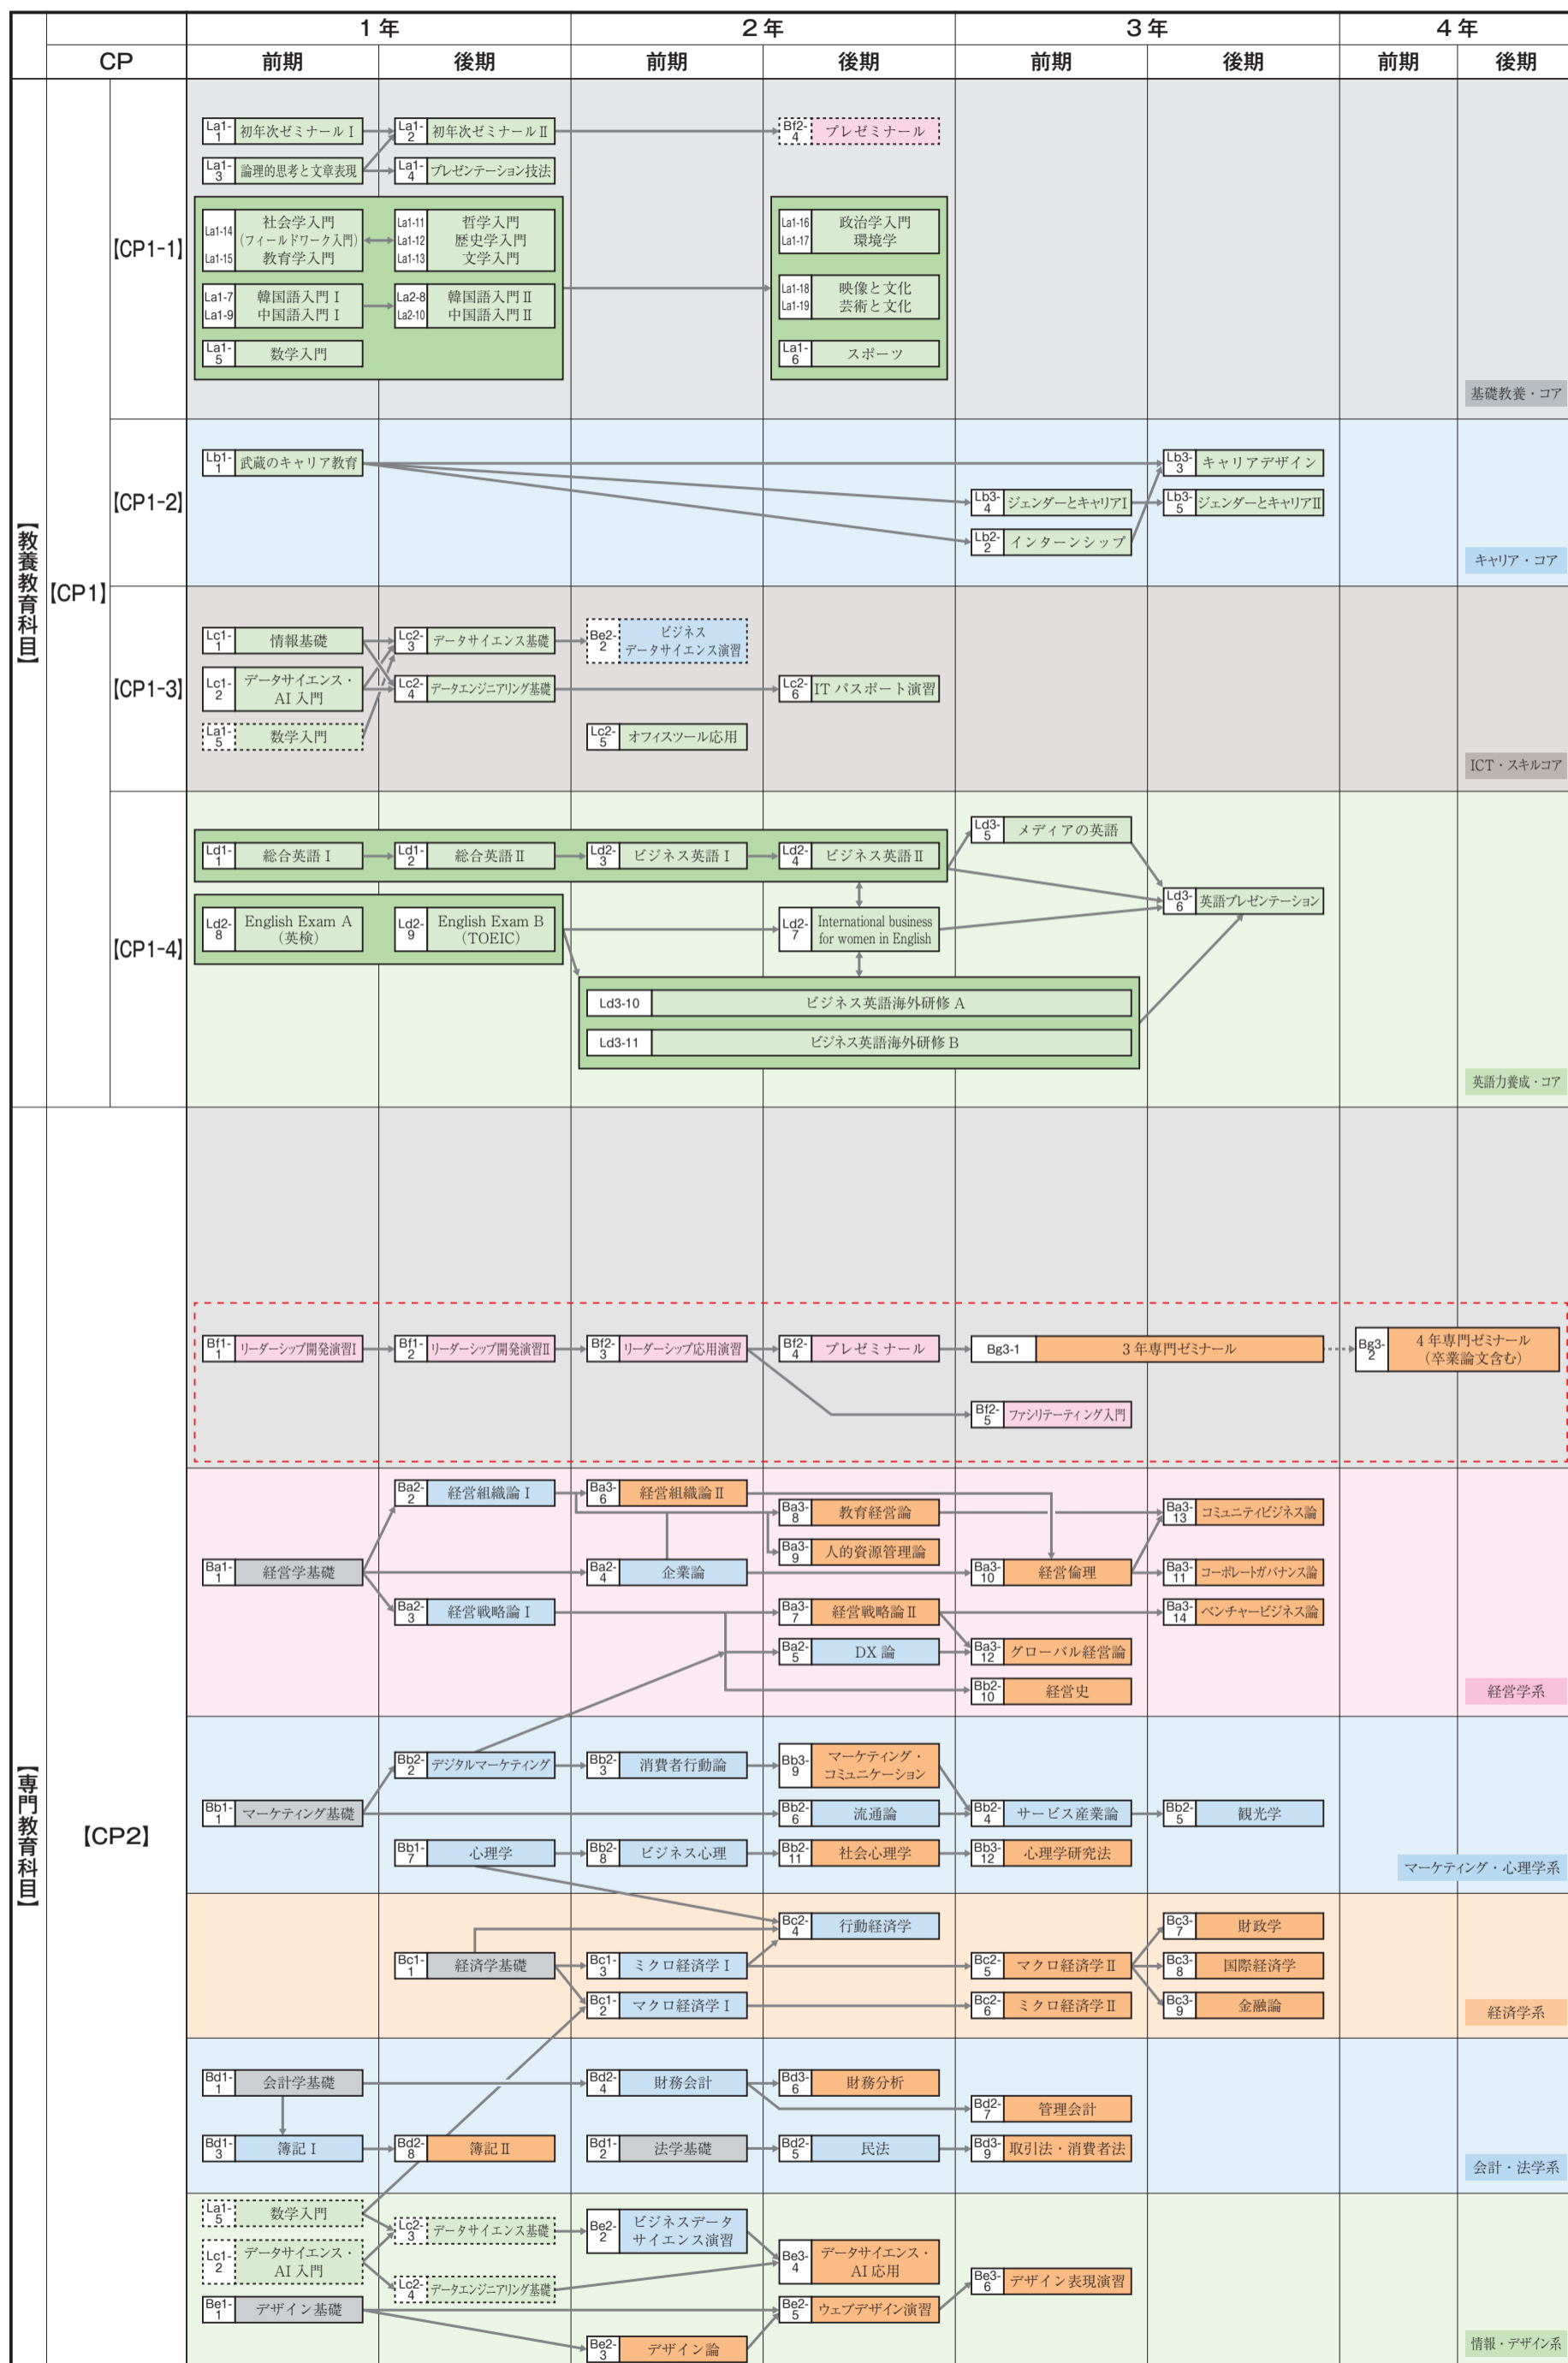 1年 2年 3年 4年
CP 前期 後期 前期 後期 前期 後期 前期 後期
【教養教育科目】
【CP1】
【CP1-1】
La1-1 初年次ゼミナールⅠ La1-2 初年次ゼミナールⅡ Bf2-4 プレゼミナール
La1-3 論理的思考と文章表現 La1-4 プレゼンテーション技法
La1-14 社会学入門 La1-11 哲学入門 La1-16 政治学入門
(フィールドワーク入門) La1-12 歴史学入門 La1-17 環境学
La1-15 教育学入門 La1-13 文学入門
La1-7 韓国語入門Ⅰ La2-8 韓国語入門Ⅱ La1-18 映像と文化
La1-9 中国語入門Ⅰ La2-10 中国語入門Ⅱ La1-19 芸術と文化
La1-5 数学入門 La1-6 スポーツ
基礎教養・コア
【CP1-2】
Lb1-1 武蔵のキャリア教育 Lb3-3 キャリアデザイン
Lb3-4 ジェンダーとキャリアⅠ Lb3-5 ジェンダーとキャリアⅡ
Lb2-2 インターンシップ
キャリア・コア
【CP1-3】
Lc1-1 情報基礎 Lc2-3 データサイエンス基礎 Be2-2 ビジネス
データサイエンス演習
Lc1-2 データサイエンス・
AI入門 Lc2-4 データエンジニアリング基礎 Lc2-6 ITパスポート演習
La1-5 数学入門 Lc2-5 オフィスツール応用
ICT・スキルコア
【CP1-4】
Ld3-5 メディアの英語
Ld1-1 総合英語Ⅰ Ld1-2 総合英語Ⅱ Ld2-3 ビジネス英語Ⅰ Ld2-4 ビジネス英語Ⅱ
Ld3-6 英語プレゼンテーション
Ld2-8 English Exam A Ld2-9 English Exam B Ld2-7 International business
(英検) (TOEIC) for women in English
Ld3-10 ビジネス英語海外研修A
Ld3-11 ビジネス英語海外研修B
英語力養成・コア
【専門教育科目】
【CP2】
Bf1-1 リーダーシップ開発演習Ⅰ Bf1-2 リーダーシップ開発演習Ⅱ Bf2-3 リーダーシップ応用演習 Bf2-4 プレゼミナール Bg3-1 3年専門ゼミナール Bg3-2 4年専門ゼミナール
(卒業論文含む)
Bf2-5 ファシリテーティング入門
Ba2-2 経営組織論Ⅰ Ba3-6 経営組織論Ⅱ
Ba3-8 教育経営論 Ba3-13 コミュニティビジネス論
Ba3-9 人的資源管理論
Ba1-1 経営学基礎 Ba2-4 企業論 Ba3-10 経営倫理 Ba3-11 コーポレートガバナンス論
Ba2-3 経営戦略論Ⅰ Ba3-7 経営戦略論Ⅱ Ba3-14 ベンチャービジネス論
Ba2-5 DX論 Ba3-12 グローバル経営論
Bb2-10 経営史
経営学系
Bb2-2 デジタルマーケティング Bb2-3 消費者行動論 Bb3-9 マーケティング・
コミュニケーション
Bb1-1 マーケティング基礎 Bb2-6 流通論 Bb2-4 サービス産業論 Bb2-5 観光学
Bb1-7 心理学 Bb2-8 ビジネス心理 Bb2-11 社会心理学 Bb3-12 心理学研究法
マーケティング・心理学系
Bc2-4 行動経済学 Bc3-7 財政学
Bc1-1 経済学基礎 Bc1-3 ミクロ経済学Ⅰ Bc2-5 マクロ経済学Ⅱ Bc3-8 国際経済学
Bc1-2 マクロ経済学Ⅰ Bc2-6 ミクロ経済学Ⅱ Bc3-9 金融論
経済学系
Bd1-1 会計学基礎 Bd2-4 財務会計 Bd3-6 財務分析
Bd2-7 管理会計
Bd1-3 簿記Ⅰ Bd2-8 簿記Ⅱ Bd1-2 法学基礎 Bd2-5 民法 Bd3-9 取引法・消費者法
会計・法学系
La1-5 数学入門
Lc2-3 データサイエンス基礎 Be2-2 ビジネスデータ
サイエンス演習
Lc1-2 データサイエンス・
AI入門 Be3-4 データサイエンス・
AI応用
Lc2-4 データエンジニアリング基礎 Be3-6 デザイン表現演習
Be1-1 デザイン基礎 Be2-5 ウェブデザイン演習
Be2-3 デザイン論
情報・デザイン系